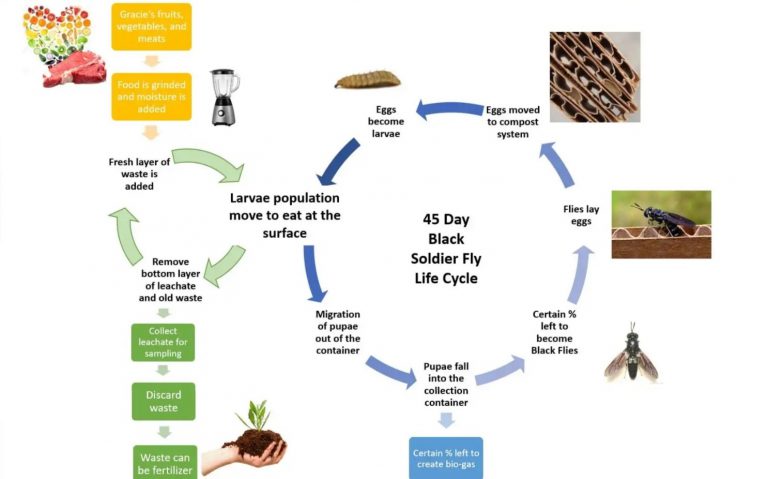 Gracie's fruits,
vegetables, and
meats
Food is grinded
and moisture is
added
Fresh layer of
waste is
added
Remove
bottom layer
of leachate
and old waste
Collect
leachate for
sampling
Discard
waste
Waste can
be fertilizer
Larvae population
move to eat at the
surface
Eggs
become
larvae
Eggs moved
to compost
system
Flies lay
eggs
Certain %
left to
become
Black Flies
Pupae fall
into the
collection
container
Migration
of pupae
out of the
container
Certain % left to
create bio-gas
45 Day
Black
Soldier Fly
Life Cycle